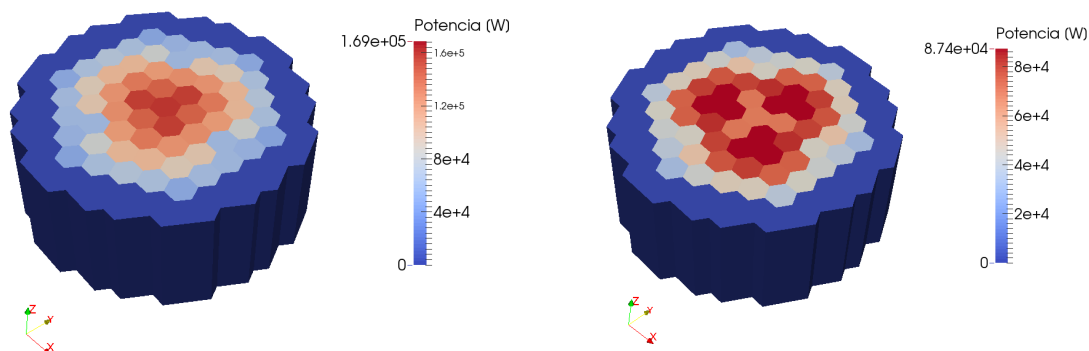 Potencia (W)
1.69e+05
1.6e+5
1.2e+5
8e+4
4e+4
0
Z
Y
X
Potencia (W)
8.74e+04
8e+4
6e+4
4e+4
2e+4
0
Z
Y
X